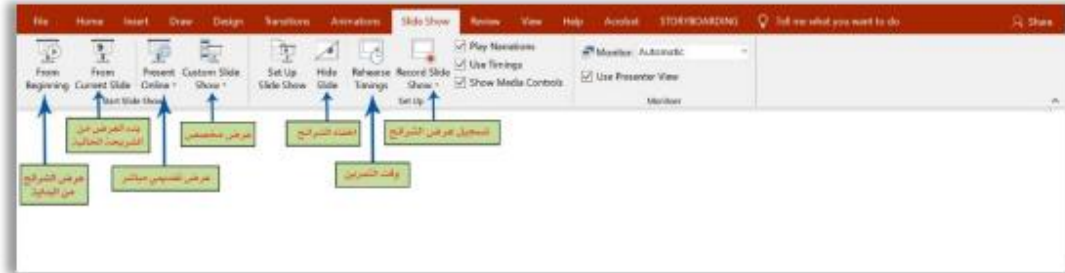 File Home Insert Draw Design Transitions Animations Slide Show Review View Help Acrobat STORYBOARDING Tell me what you want to do Share
From Beginning
From Current Slide
Present Online
Custom Slide Show
Set Up Slide Show
Hide Slide
Rehearse Timings
Record Slide Show
Play Narrations
Use Timings
Show Media Controls
Monitor: Automatic
Use Presenter View
Start Slide Show
Set Up
Monitors
بدء العرض من
الشريحة الحالية
عرض مخصص
اخفاء الشرائح
تسجيل عرض الشرائح
عرض الشرائح
من البداية
عرض تقديمي مباشر
وقت التمرين